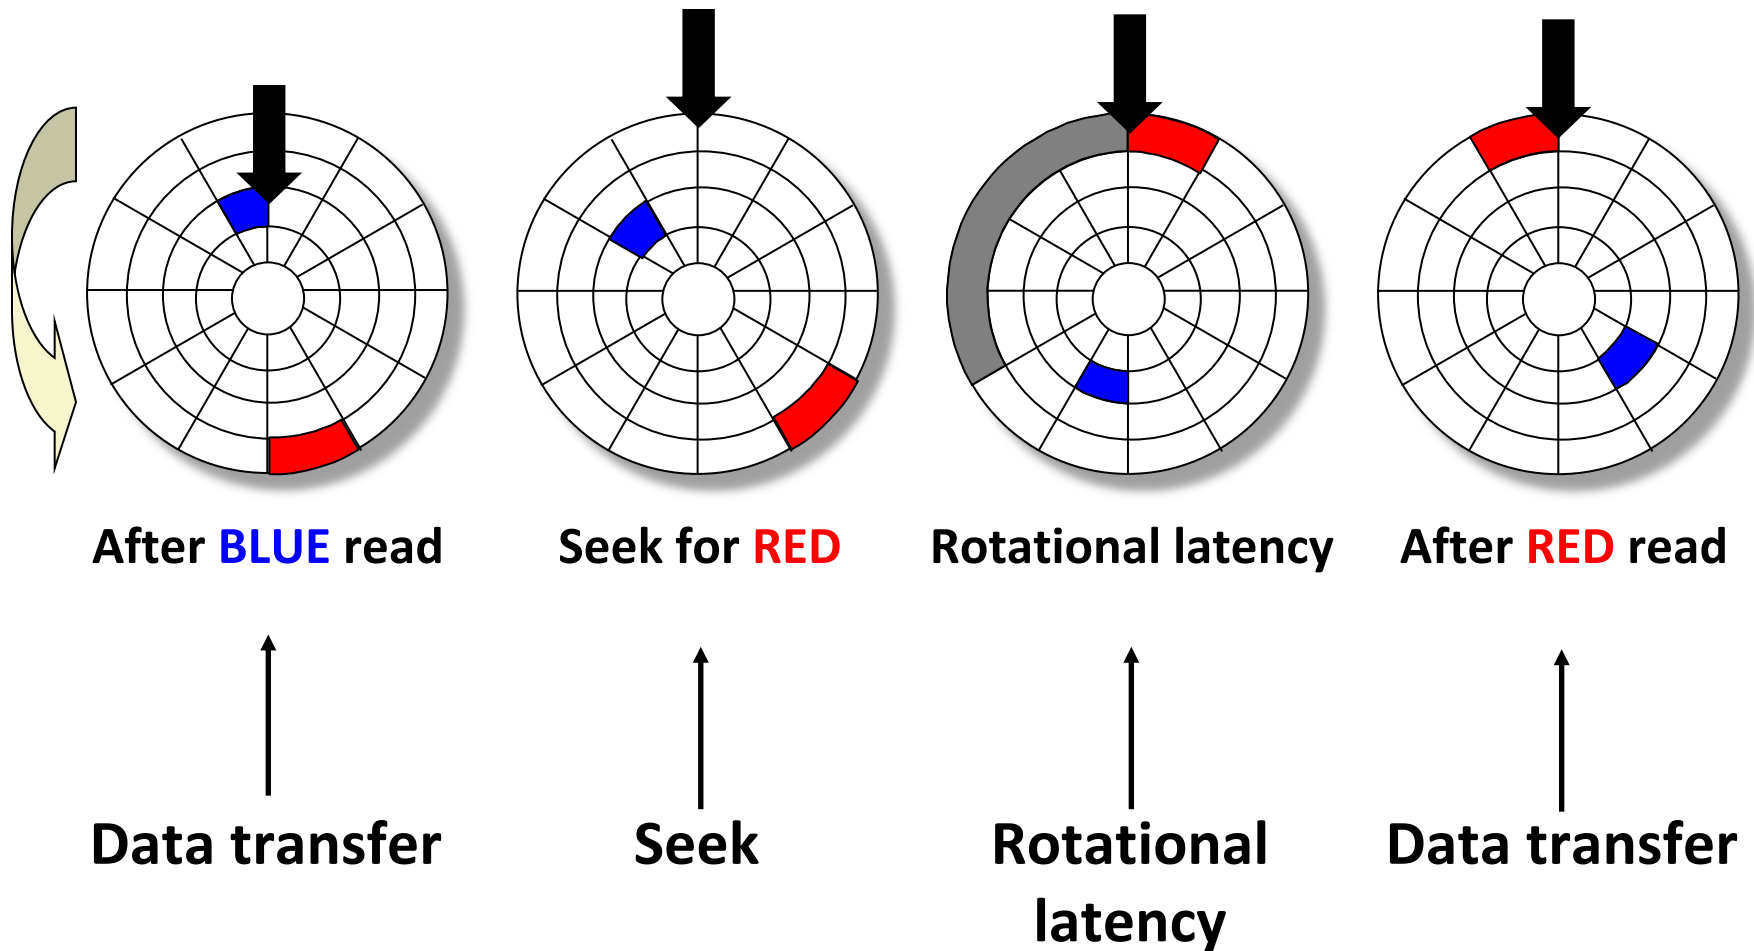 After BLUE read
Seek for RED
Rotational latency
After RED read
Data transfer
Seek
Rotational
latency
Data transfer